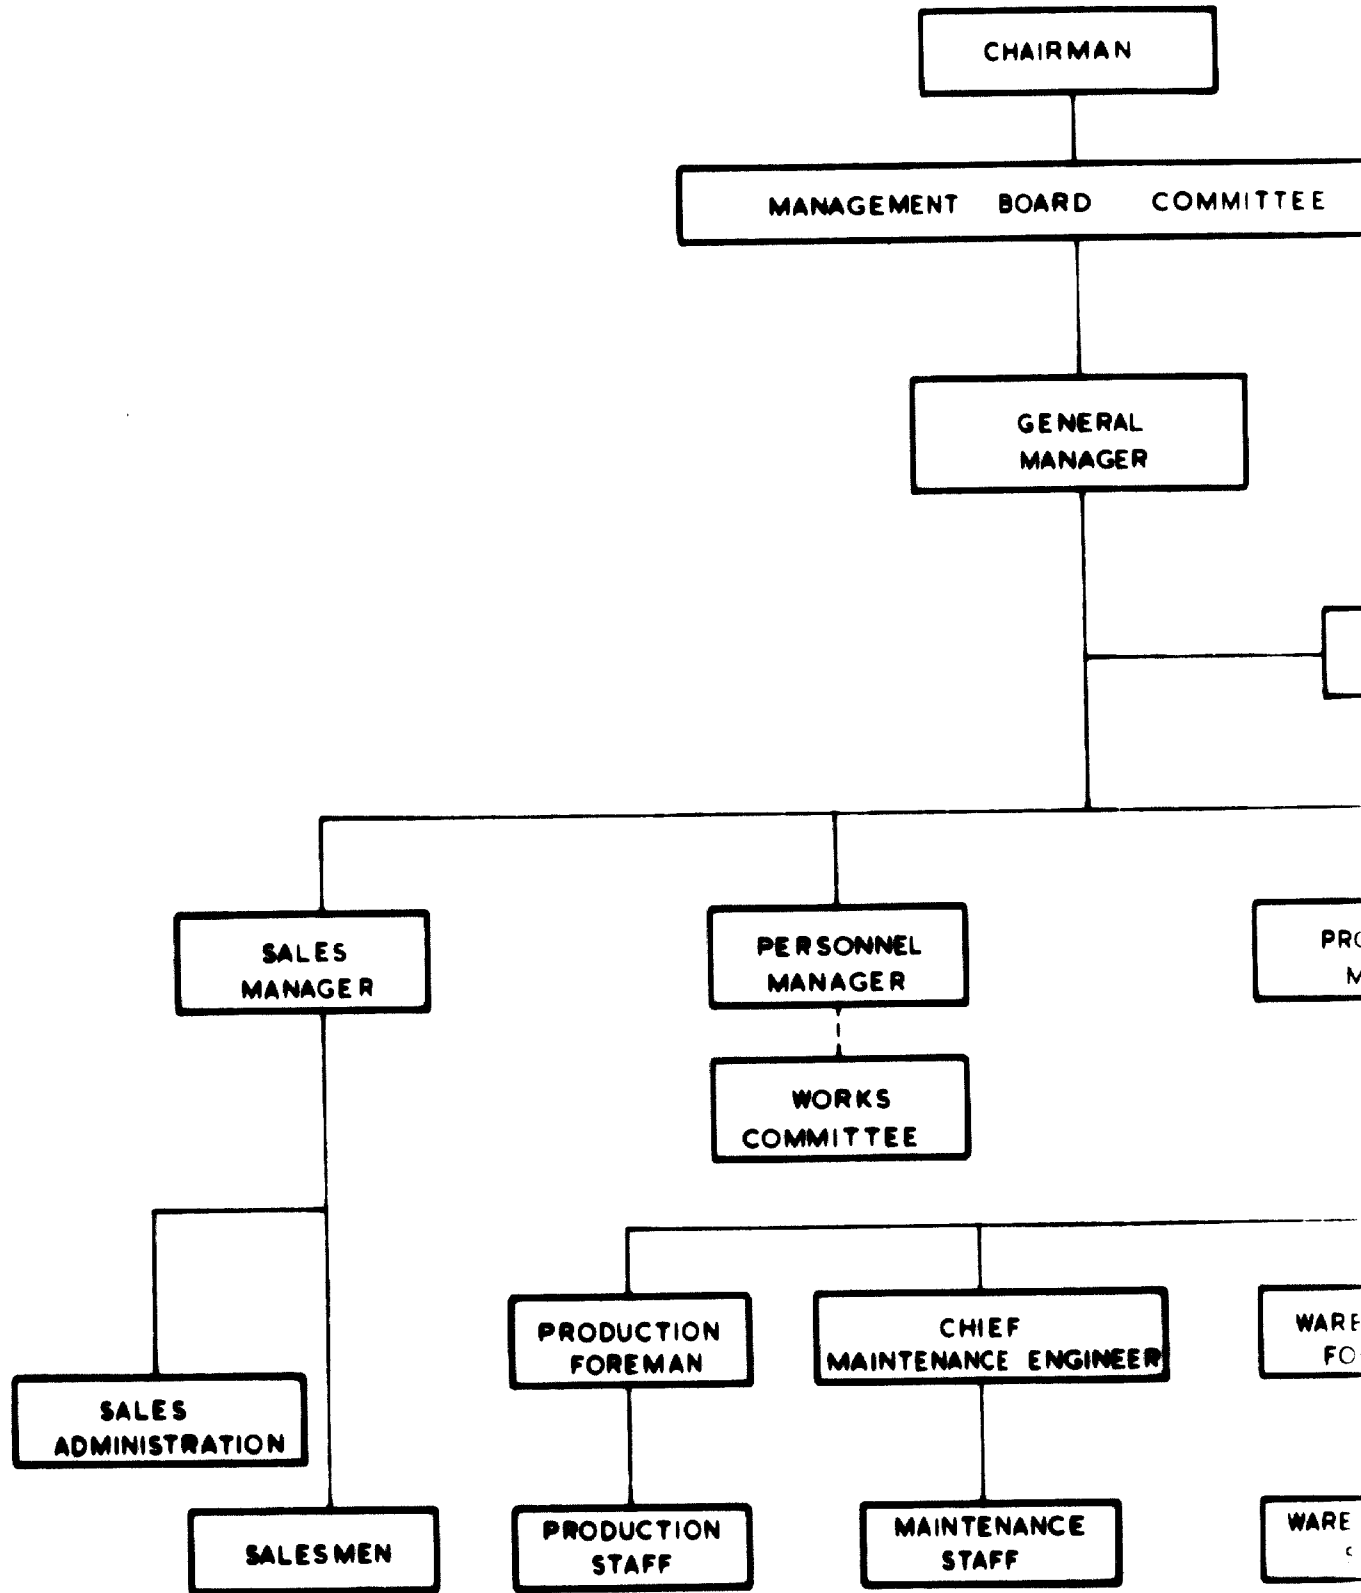 CHAIRMAN
MANAGEMENT BOARD COMMITTEE
GENERAL
MANAGER
SALES
MANAGER
PERSONNEL
MANAGER
WORKS
COMMITTEE
PRODUCTION
FOREMAN
CHIEF
MAINTENANCE ENGINEER
SALES
ADMINISTRATION
SALESMEN
PRODUCTION
STAFF
MAINTENANCE
STAFF